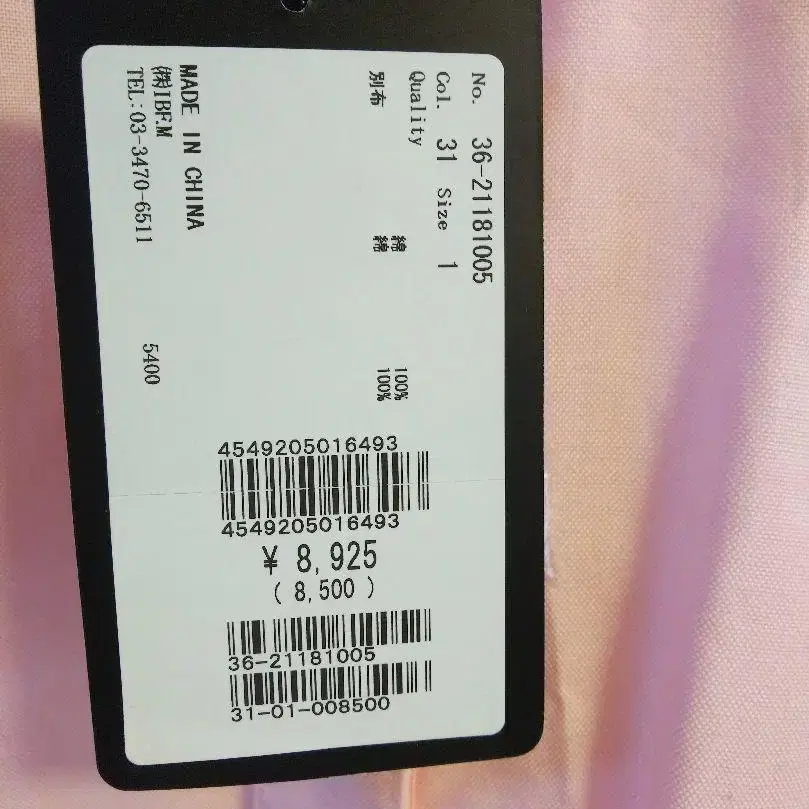 No. 36-21181005
Col. 31 Size 1
Quality
綿 100%
別布 綿 100%
MADE IN CHINA
㈱IBF.M
TEL:03-3470-6511 5400
4549205016493
4549205016493
¥ 8,925
( 8,500 )
36-21181005
31-01-008500